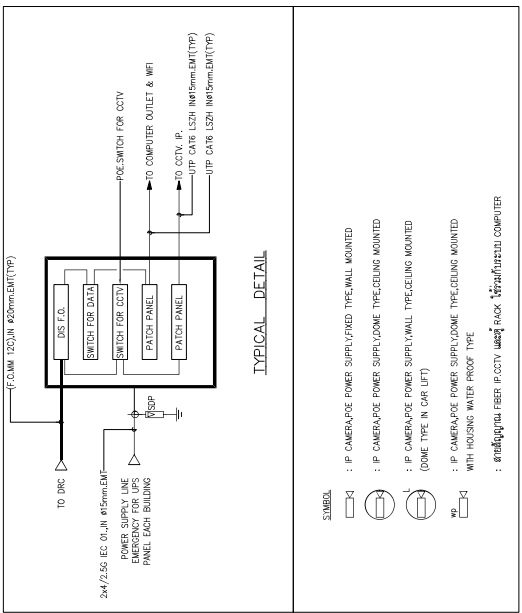 (F.O.MM. 12C),IN ø20mm.EMT(TYP)
TO DRC
2x4/2.5G IEC 01.,IN ø15mm.EMT
POWER SUPPLY LINE
EMERGENCY FOR UPS
PANEL EACH BUILDING
SDP
DIS F.O.
SWITCH FOR DATA
SWITCH FOR CCTV
PATCH PANEL
PATCH PANEL
POE.SWITCH FOR CCTV
TO COMPUTER OUTLET & WIFI
TO CCTV. IP.
UTP CAT6 LSZH INø15mm.EMT(TYP)
UTP CAT6 LSZH INø15mm.EMT(TYP)
TYPICAL DETAIL
SYMBOL
: IP CAMERA,POE POWER SUPPLY,FIXED TYPE,WALL MOUNTED
: IP CAMERA,POE POWER SUPPLY,DOME TYPE,CEILING MOUNTED
L : IP CAMERA,POE POWER SUPPLY,WALL TYPE,CEILING MOUNTED
(DOME TYPE IN CAR LIFT)
wp : IP CAMERA,POE POWER SUPPLY,DOME TYPE,CEILING MOUNTED
WITH HOUSING WATER PROOF TYPE
: สายสัญญาณ FIBER IP.CCTV และตู้ RACK ใช้ร่วมกับระบบ COMPUTER